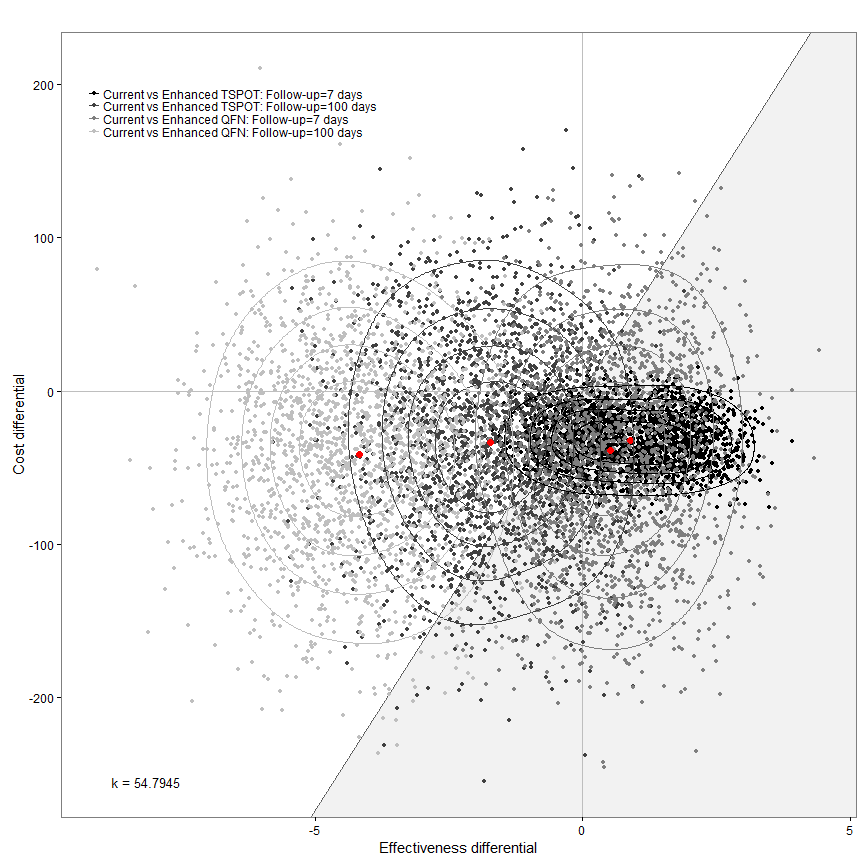 Current vs Enhanced TSPOT: Follow-up=7 days
Current vs Enhanced TSPOT: Follow-up=100 days
Current vs Enhanced QFN: Follow-up=7 days
Current vs Enhanced QFN: Follow-up=100 days
200
100
0
-100
-200
Cost differential
k = 54.7945
-5
0
5
Effectiveness differential